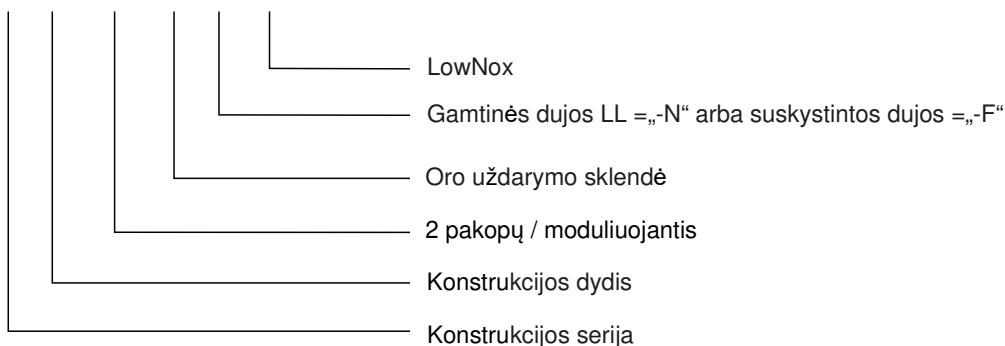 LowNox
Gamtinės dujos LL =„-N“ arba suskystintos dujos =„-F“
Oro uždarymo sklendė
2 pakopų / moduliuojantis
Konstrukcijos dydis
Konstrukcijos serija